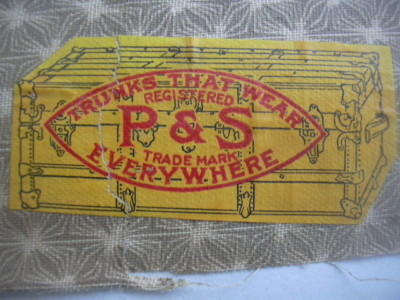 TRUNKS THAT WEAR
REGISTERED
P & S
TRADE MARK
EVERYWHERE